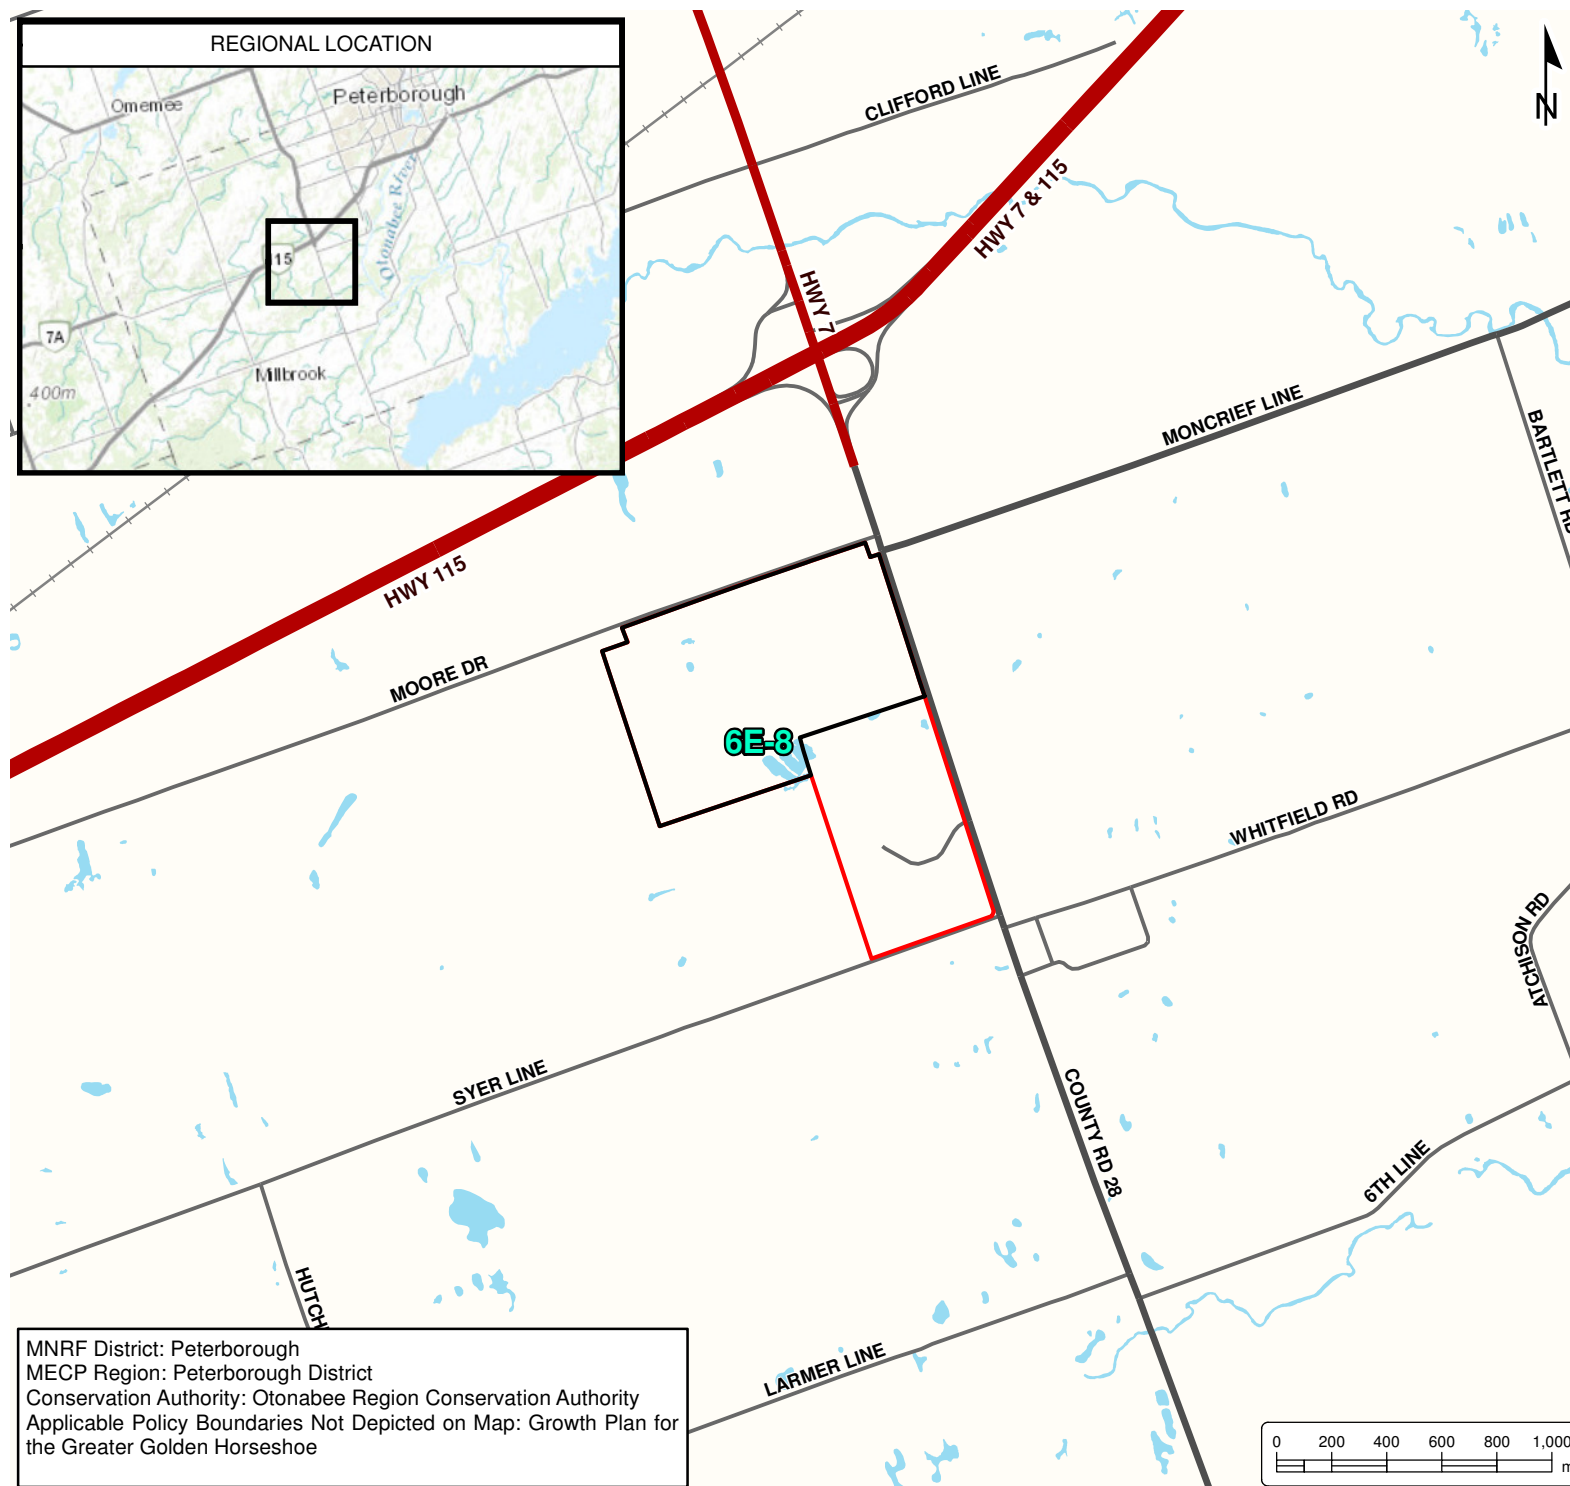 REGIONAL LOCATION
Omemee
Peterborough
Otonabee River
15
7A
Millbrook
400m
N
CLIFFORD LINE
HWY 7 & 115
HWY 7
MONCRIEF LINE
BARTLETT RD
HWY 115
MOORE DR
6E-8
WHITFIELD RD
ATCHISON RD
SYER LINE
COUNTY RD 28
6TH LINE
HUTCHI
LARMER LINE
MNRF District: Peterborough
MECP Region: Peterborough District
Conservation Authority: Otonabee Region Conservation Authority
Applicable Policy Boundaries Not Depicted on Map: Growth Plan for
the Greater Golden Horseshoe
0 200 400 600 800 1,000
m